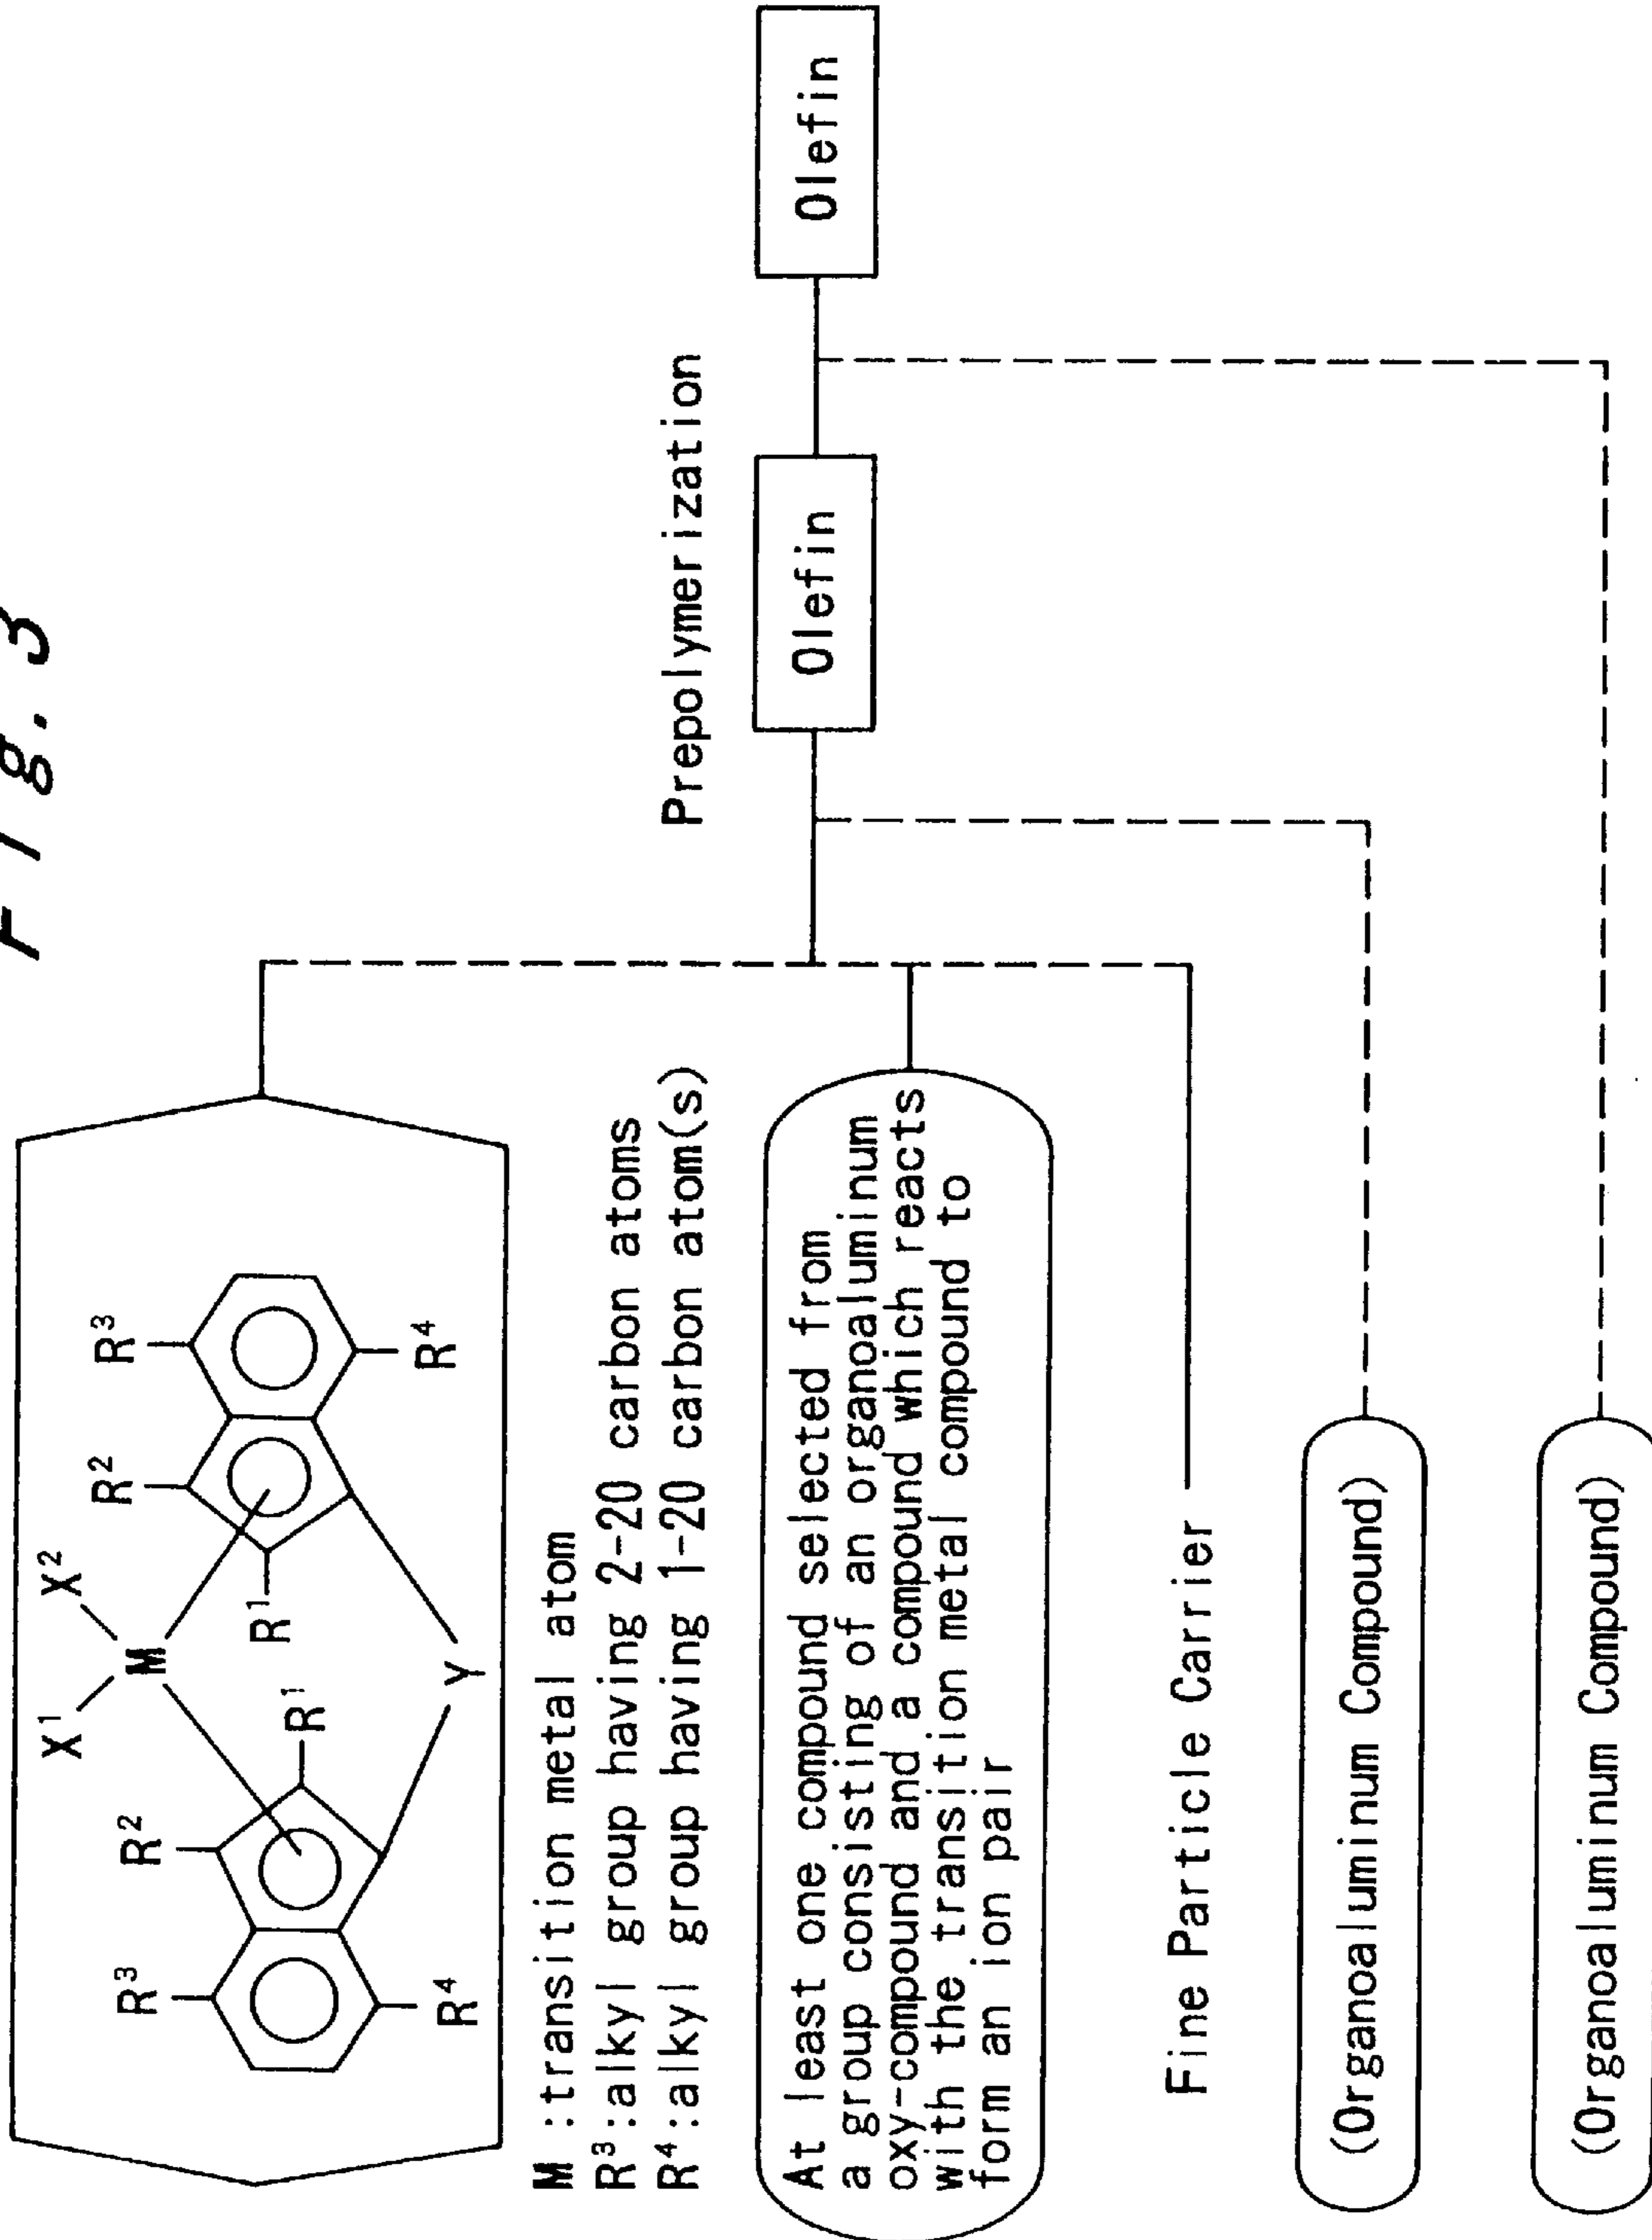 Fig. 3
X¹ X²
M
R³ R² R¹ R¹ R² R³
R⁴ Y R⁴
M :transition metal atom
R³:alkyl group having 2-20 carbon atoms
R⁴:alkyl group having 1-20 carbon atom(s)
At least one compound selected from
a group consisting of an organoaluminum
oxy-compound and a compound which reacts
with the transition metal compound to
form an ion pair
Fine Particle Carrier
(Organoaluminum Compound)
(Organoaluminum Compound)
Prepolymerization
Olefin
Olefin